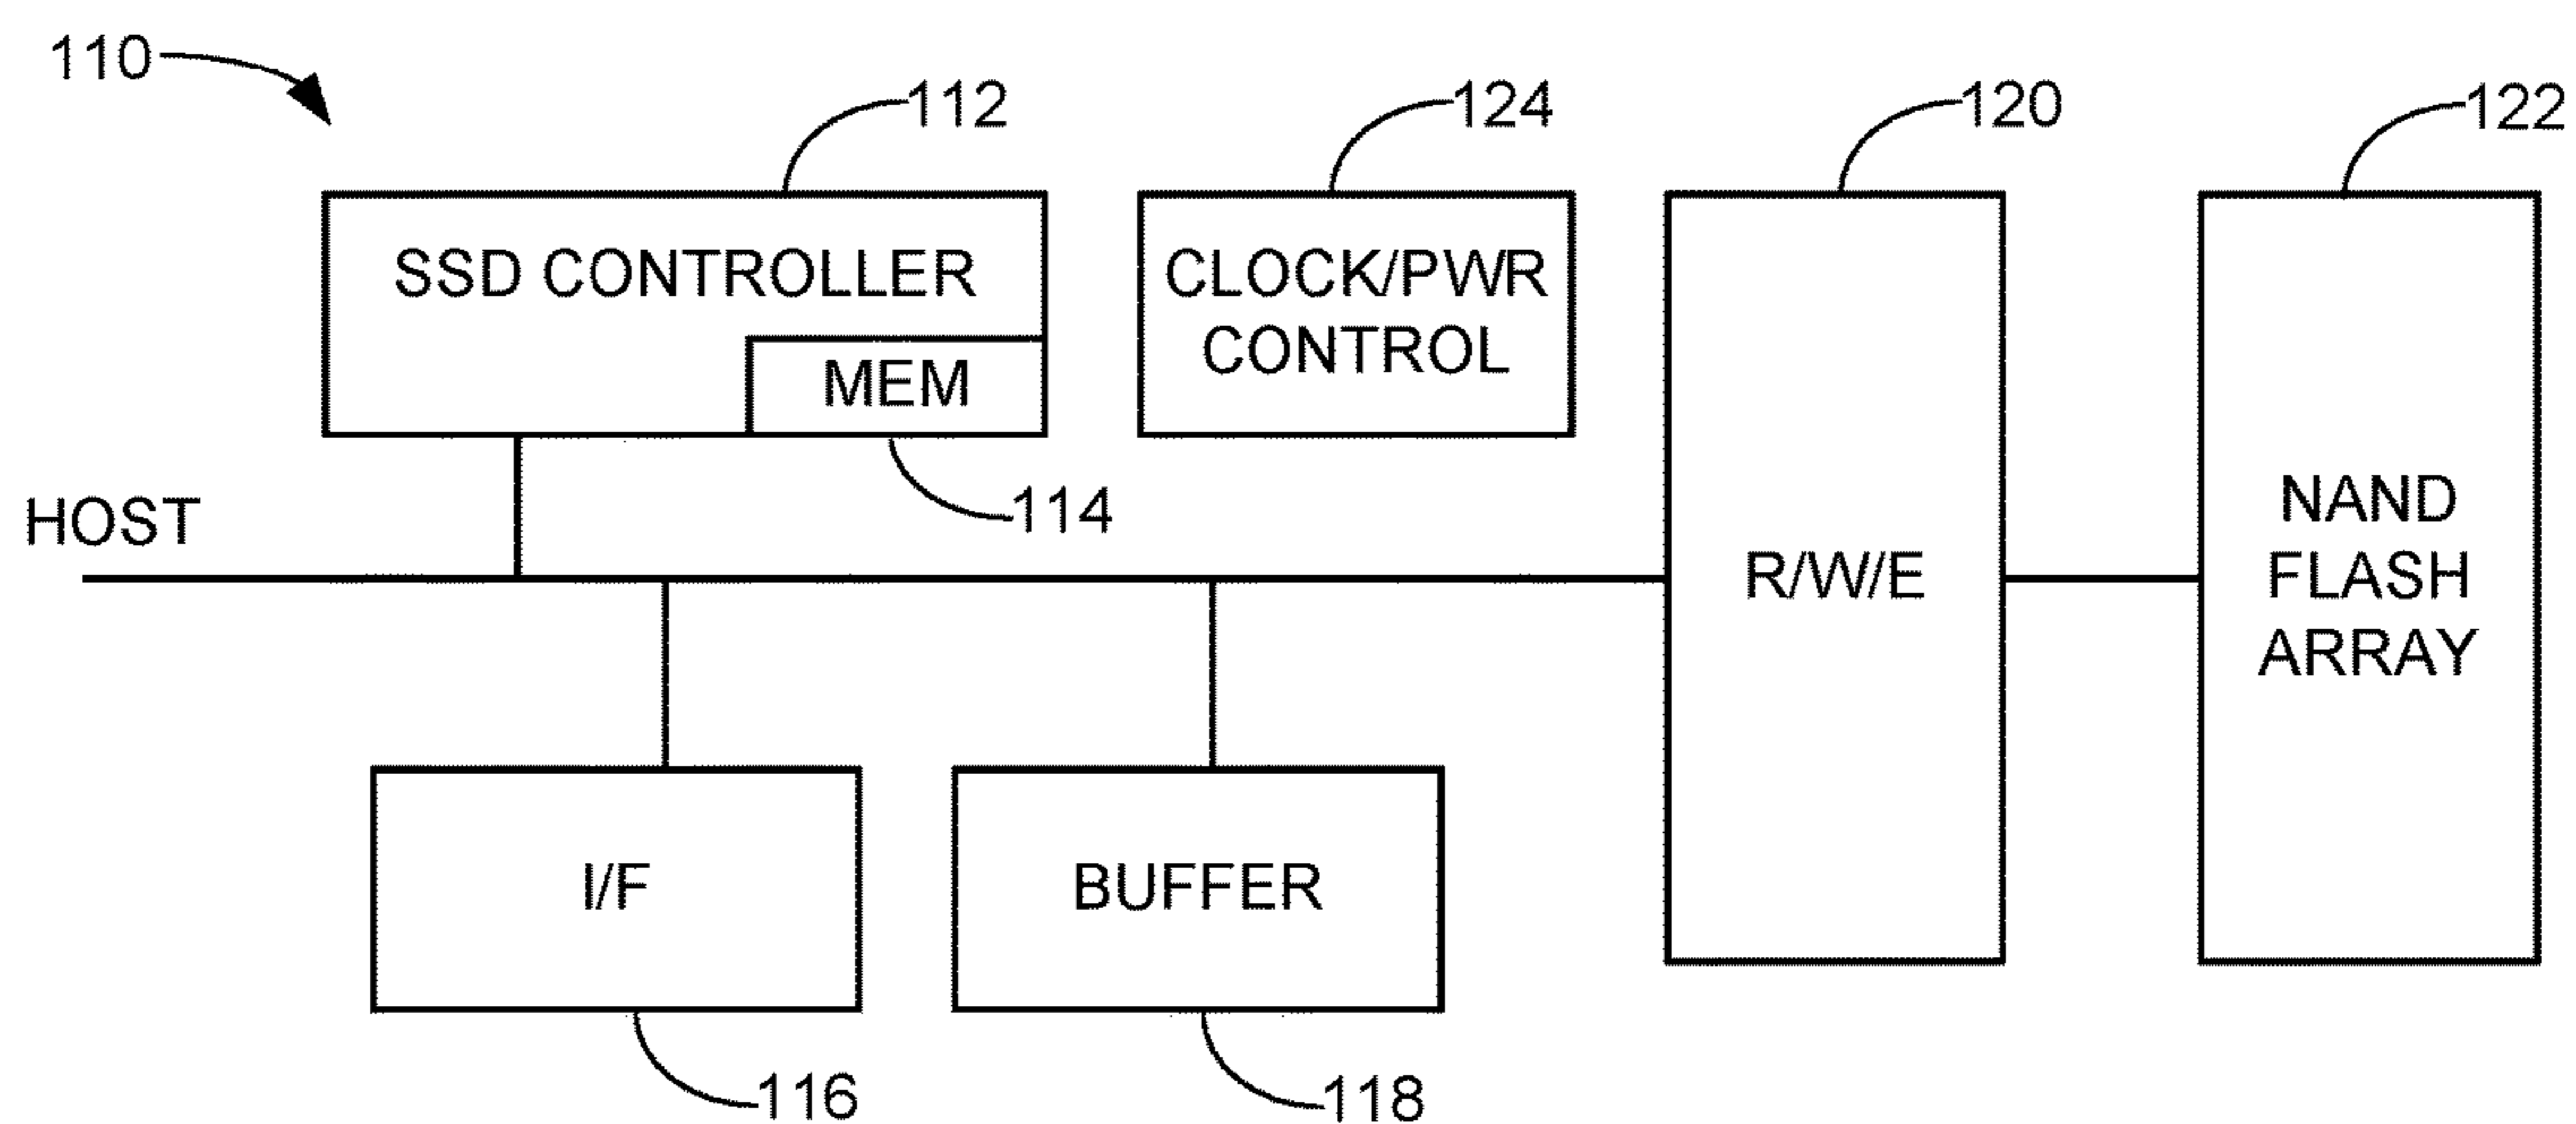 110
112
124
120
122
SSD CONTROLLER
MEM
CLOCK/PWR
CONTROL
114
HOST
R/W/E
NAND
FLASH
ARRAY
I/F
BUFFER
116
118